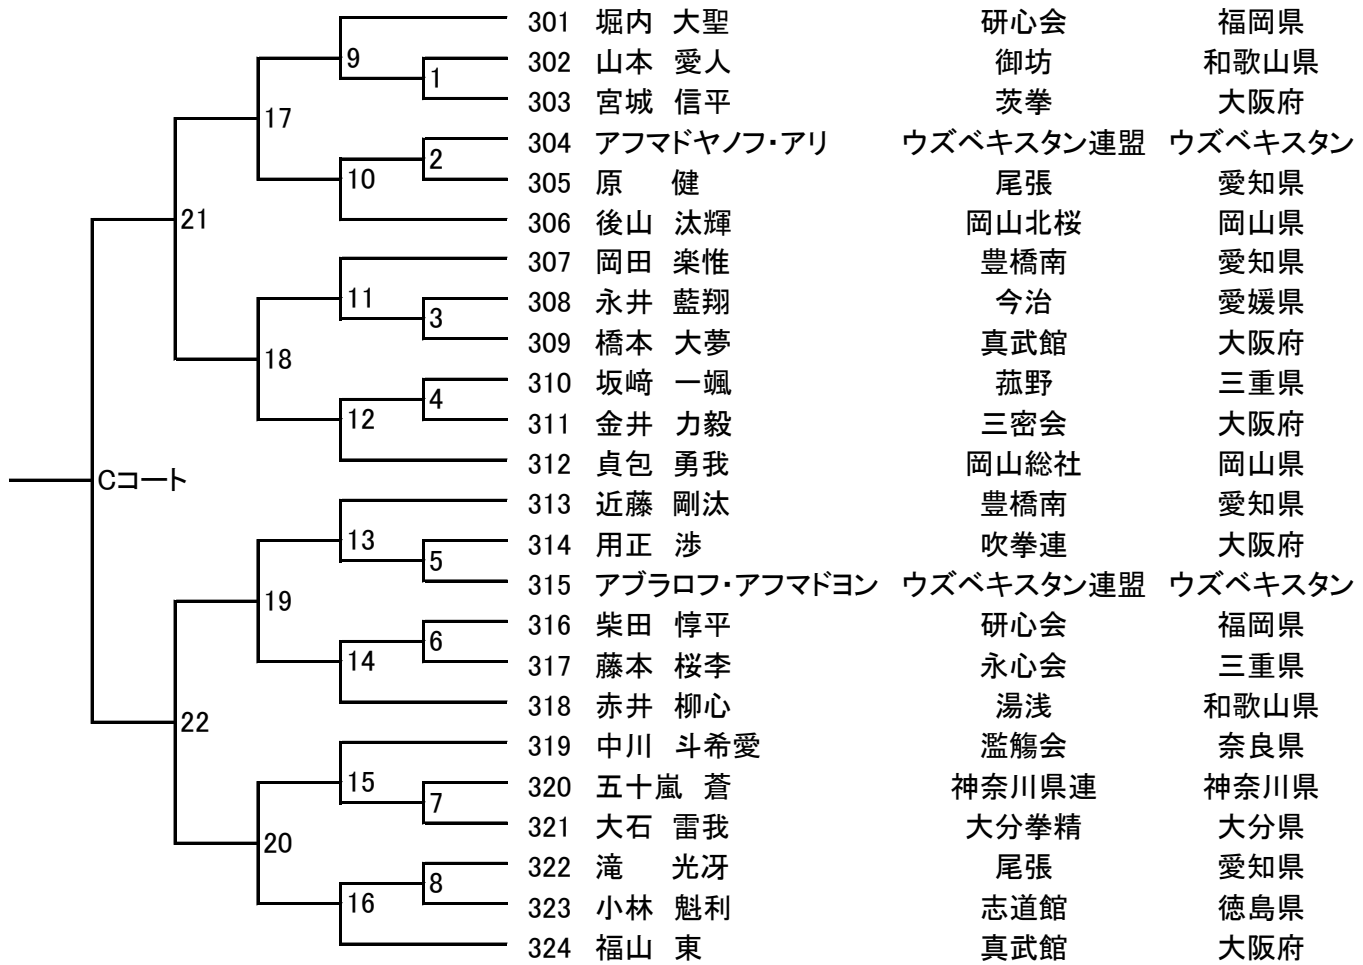 301 堀内 大聖 研心会 福岡県
9 302 山本 愛人 御坊 和歌山県
1
17 303 宮城 信平 茨拳 大阪府
304 アフマドヤノフ・アリ ウズベキスタン連盟 ウズベキスタン
2
10 305 原 健 尾張 愛知県
21 306 後山 汰輝 岡山北桜 岡山県
307 岡田 楽惟 豊橋南 愛知県
11 308 永井 藍翔 今治 愛媛県
3
18 309 橋本 大夢 真武館 大阪府
310 坂﨑 一颯 菰野 三重県
4
12 311 金井 力毅 三密会 大阪府
312 貞包 勇我 岡山総社 岡山県
Cコート
313 近藤 剛汰 豊橋南 愛知県
13 314 用正 渉 吹拳連 大阪府
5
315 アブラロフ・アフマドヨン ウズベキスタン連盟 ウズベキスタン
19
316 柴田 惇平 研心会 福岡県
6
14 317 藤本 桜李 永心会 三重県
318 赤井 柳心 湯浅 和歌山県
22
319 中川 斗希愛 濫觴会 奈良県
15 320 五十嵐 蒼 神奈川県連 神奈川県
7
321 大石 雷我 大分拳精 大分県
20
322 滝 光冴 尾張 愛知県
8
16 323 小林 魁利 志道館 徳島県
324 福山 東 真武館 大阪府